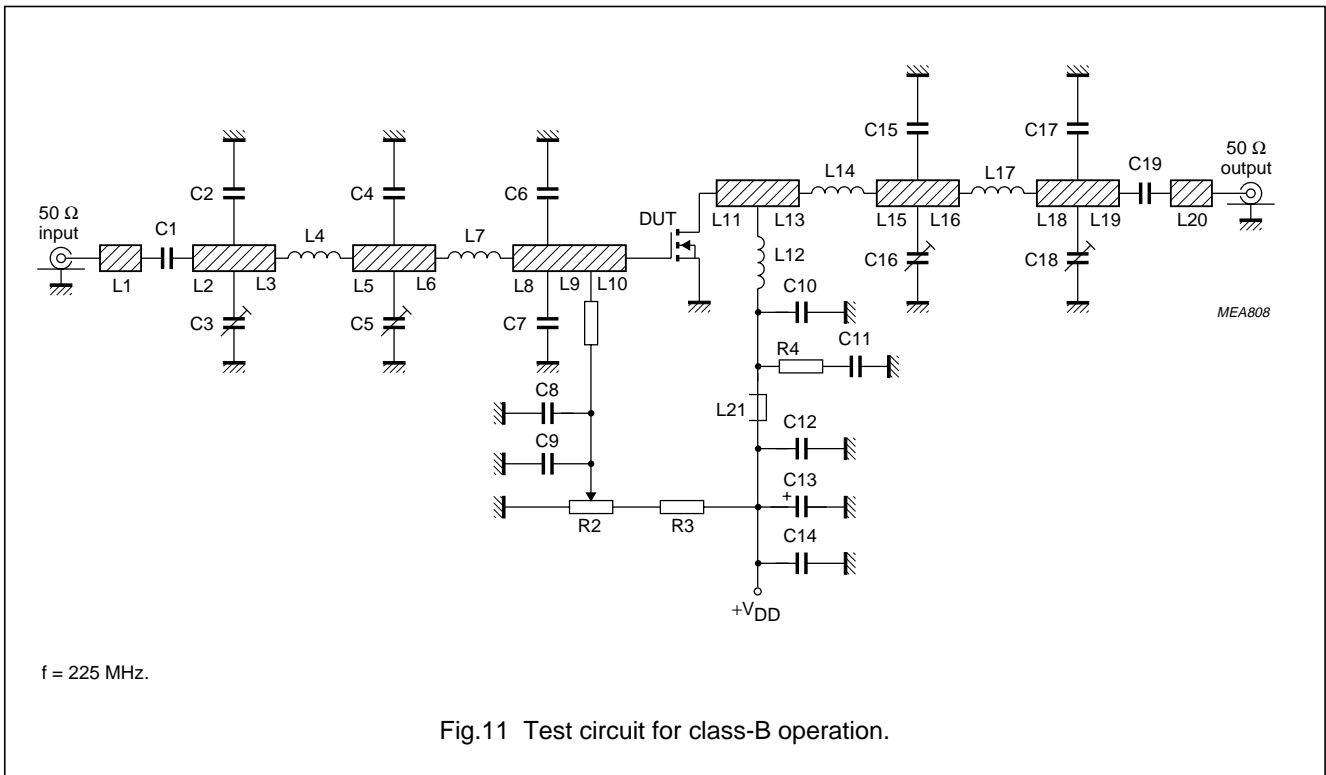 C15
C17
50 Ω
output
C19
L14
L17
C2
C4
C6
50 Ω
input
C1
L4
L7
DUT
L11
L13
L15
L16
L18
L19
L20
L12
C16
C18
L1
L2
L3
L5
L6
L8
L9
L10
C10
MEA808
C3
C5
C7
R4
C11
C8
L21
C9
C12
C13
+
R2
R3
C14
+VDD
f = 225 MHz.
Fig.11 Test circuit for class-B operation.